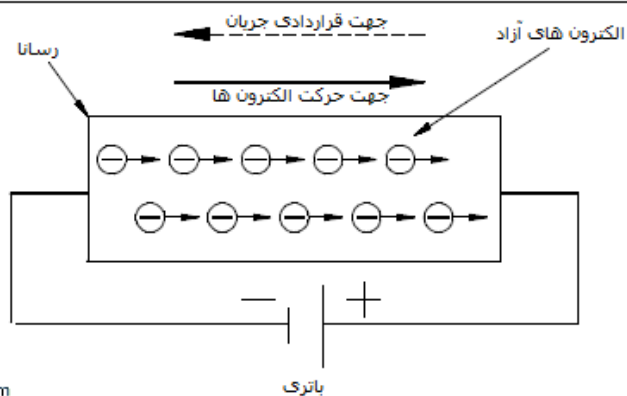 جهت قراردادی جریان
الکترون های آزاد
رسانا
جهت حرکت الکترون ها
− +
باتری
m